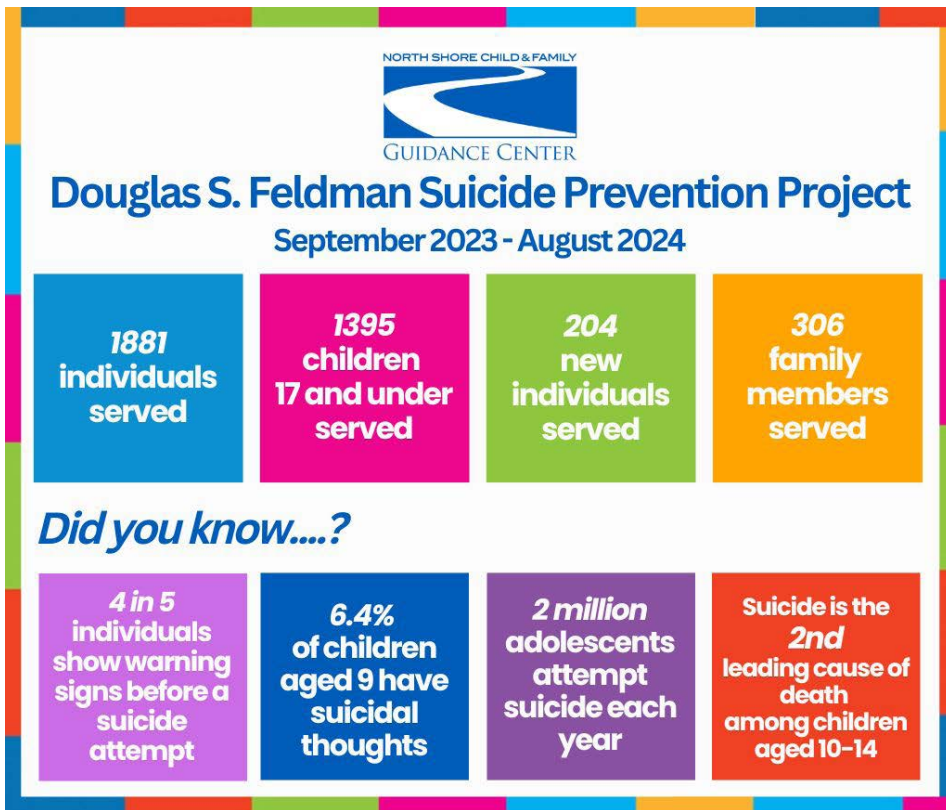 NORTH SHORE CHILD & FAMILY
GUIDANCE CENTER
Douglas S. Feldman Suicide Prevention Project
September 2023 - August 2024
1881
individuals
served
1395
children
17 and under
served
204
new
individuals
served
306
family
members
served
Did you know....?
4 in 5
individuals
show warning
signs before a
suicide
attempt
6.4%
of children
aged 9 have
suicidal
thoughts
2 million
adolescents
attempt
suicide each
year
Suicide is the
2nd
leading cause of
death
among children
aged 10-14